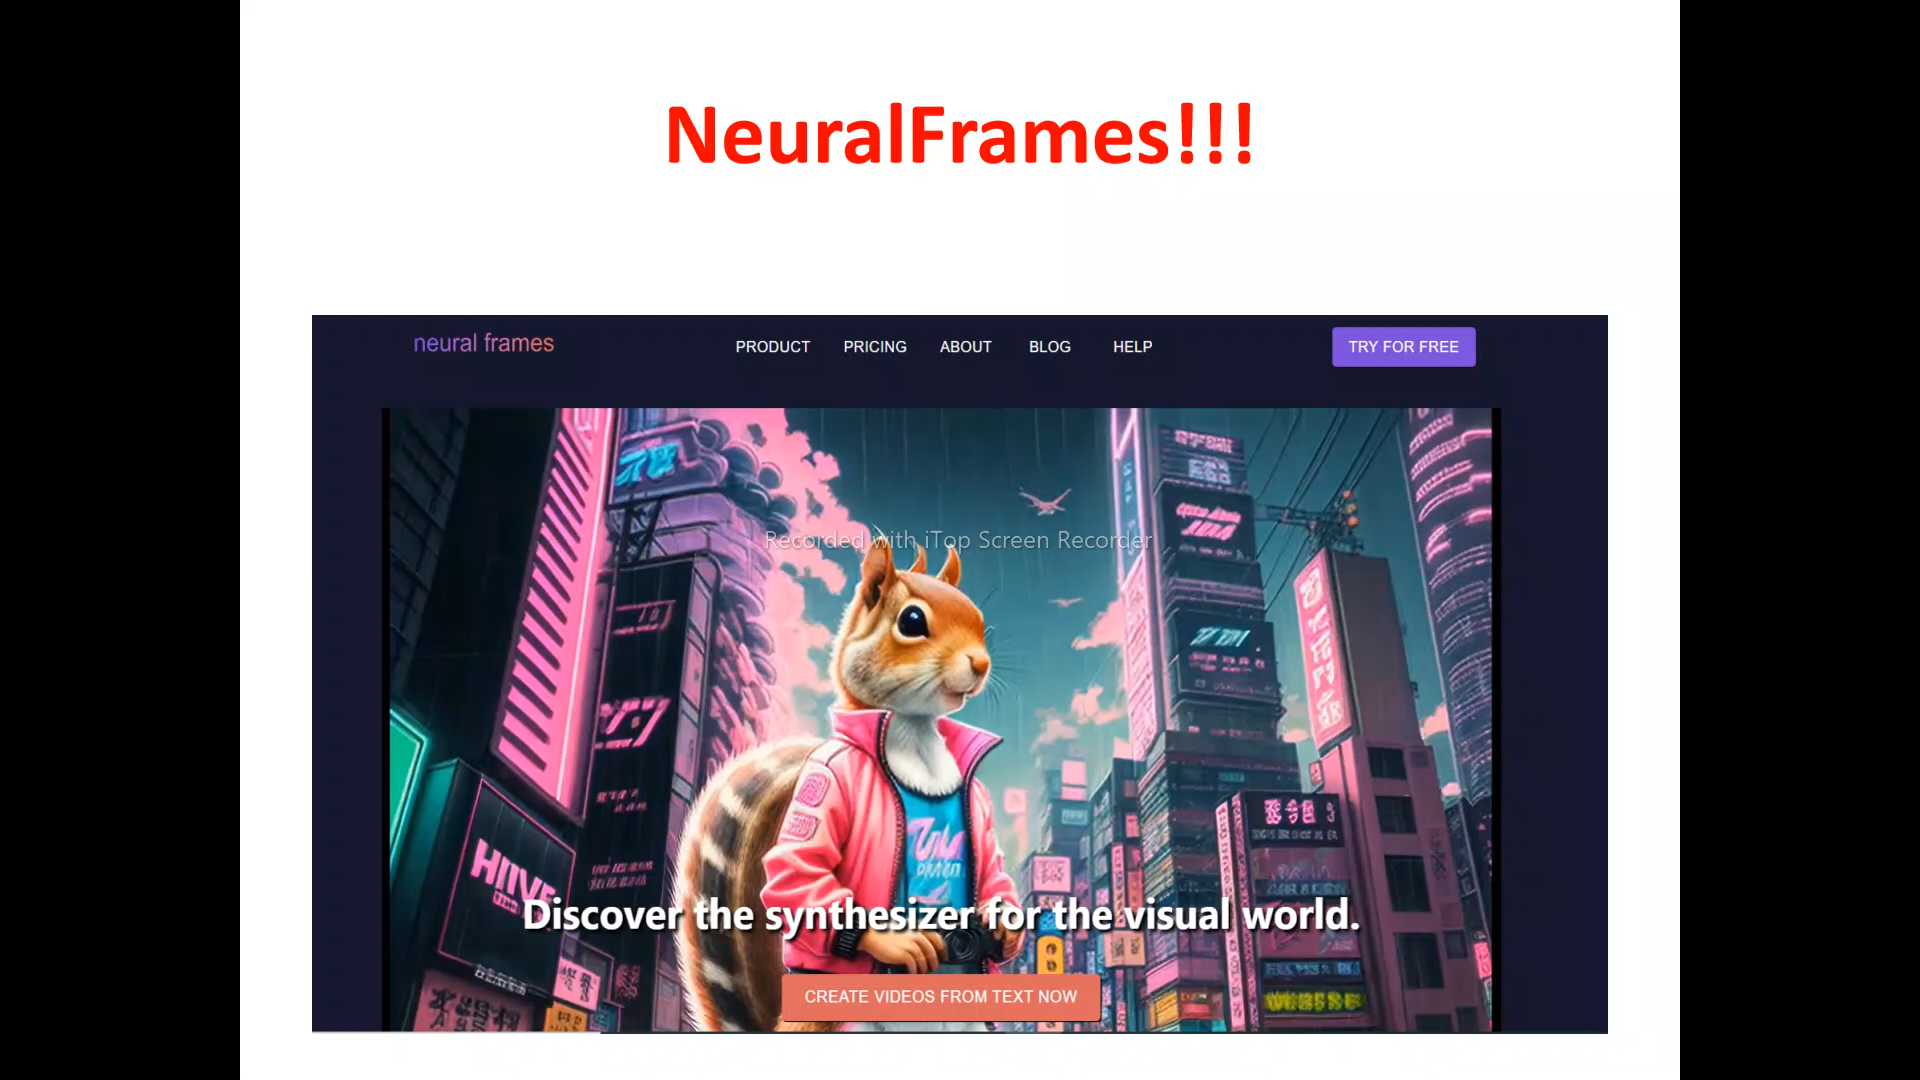 NeuralFrames!!!
neural frames
PRODUCT PRICING ABOUT BLOG HELP
TRY FOR FREE
Recorded with iTop Screen Recorder
Discover the synthesizer for the visual world.
CREATE VIDEOS FROM TEXT NOW